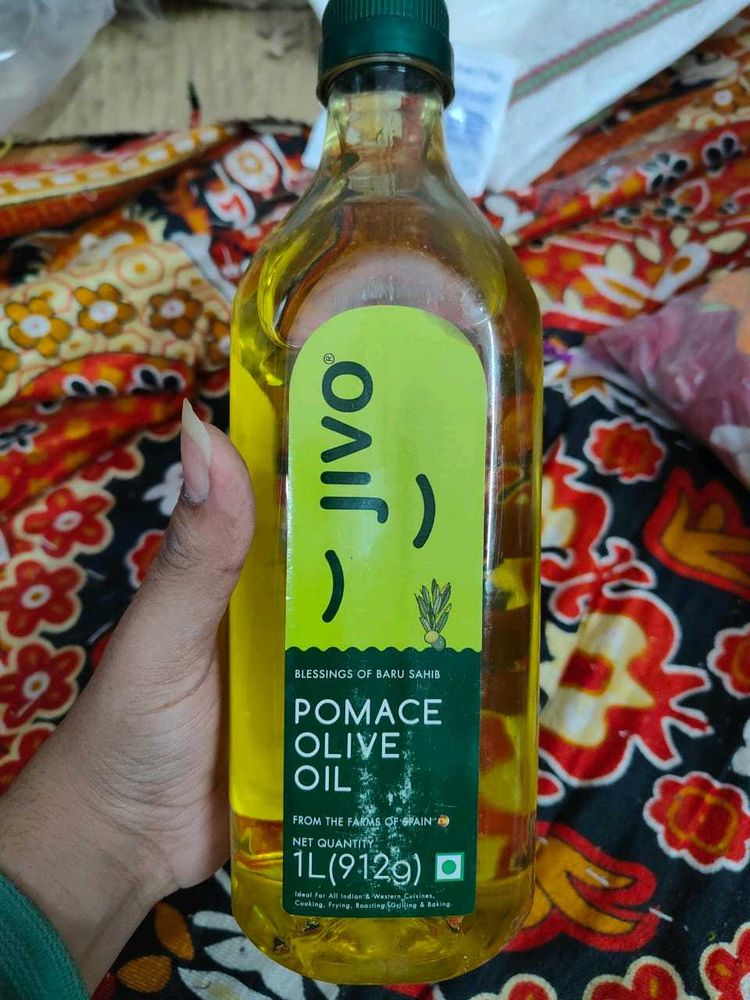 JIVO®
BLESSINGS OF BARU SAHIB
POMACE
OLIVE
OIL
FROM THE FARMS OF SPAIN
NET QUANTITY
1L(912g)
Ideal For All Indian & Western Cuisines,
Cooking, Frying, Roasting, Grilling & Baking.